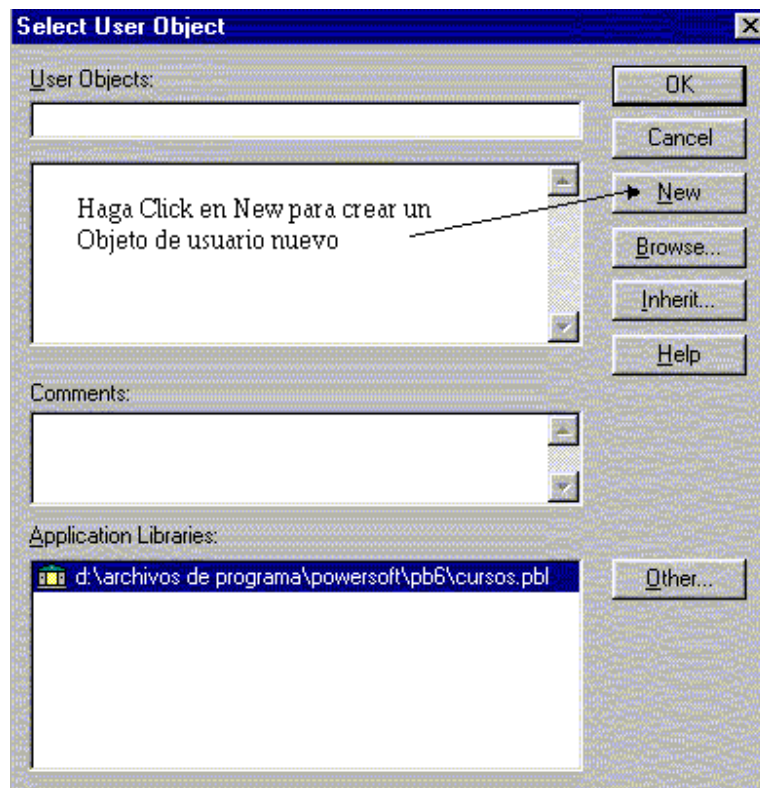 Select User Object
User Objects:
OK
Cancel
Haga Click en New para crear un
Objeto de usuario nuevo
New
Browse...
Inherit...
Help
Comments:
Application Libraries:
d:\archivos de programa\powersoft\pb6\cursos.pbl
Other...